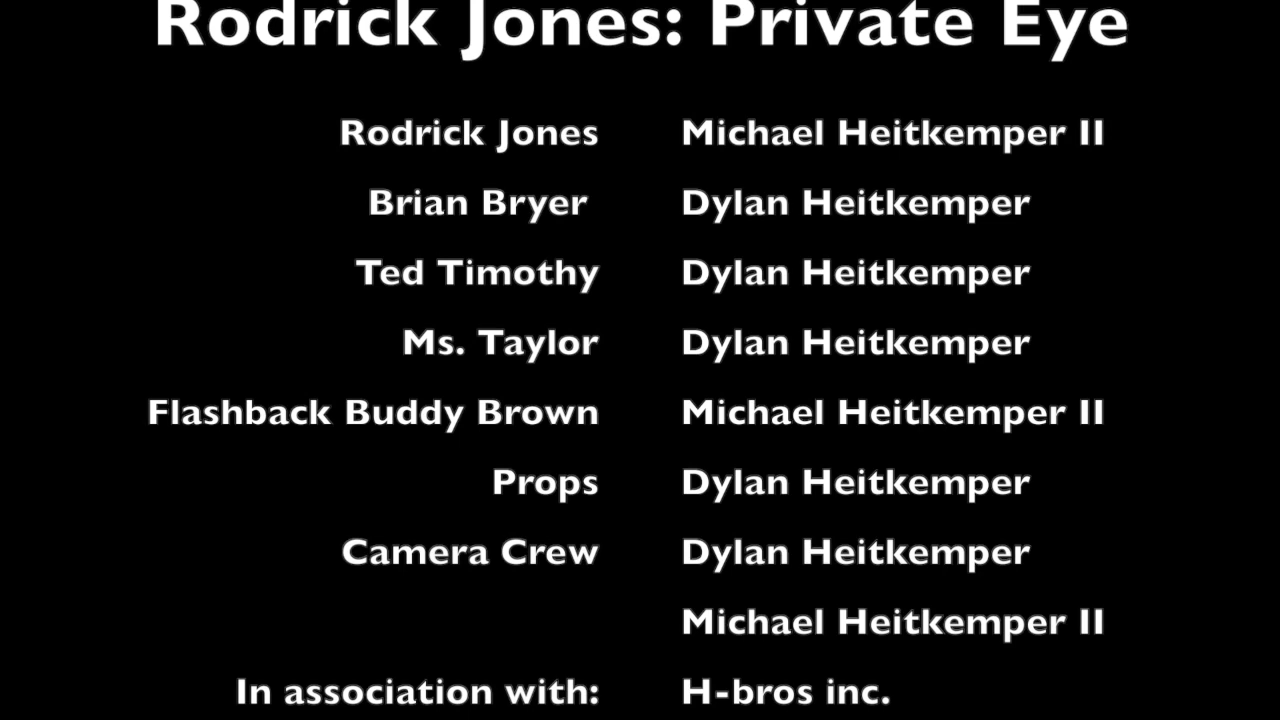 Rodrick Jones: Private Eye
Rodrick Jones Michael Heitkemper II
Brian Bryer Dylan Heitkemper
Ted Timothy Dylan Heitkemper
Ms. Taylor Dylan Heitkemper
Flashback Buddy Brown Michael Heitkemper II
Props Dylan Heitkemper
Camera Crew Dylan Heitkemper
Michael Heitkemper II
In association with: H-bros inc.